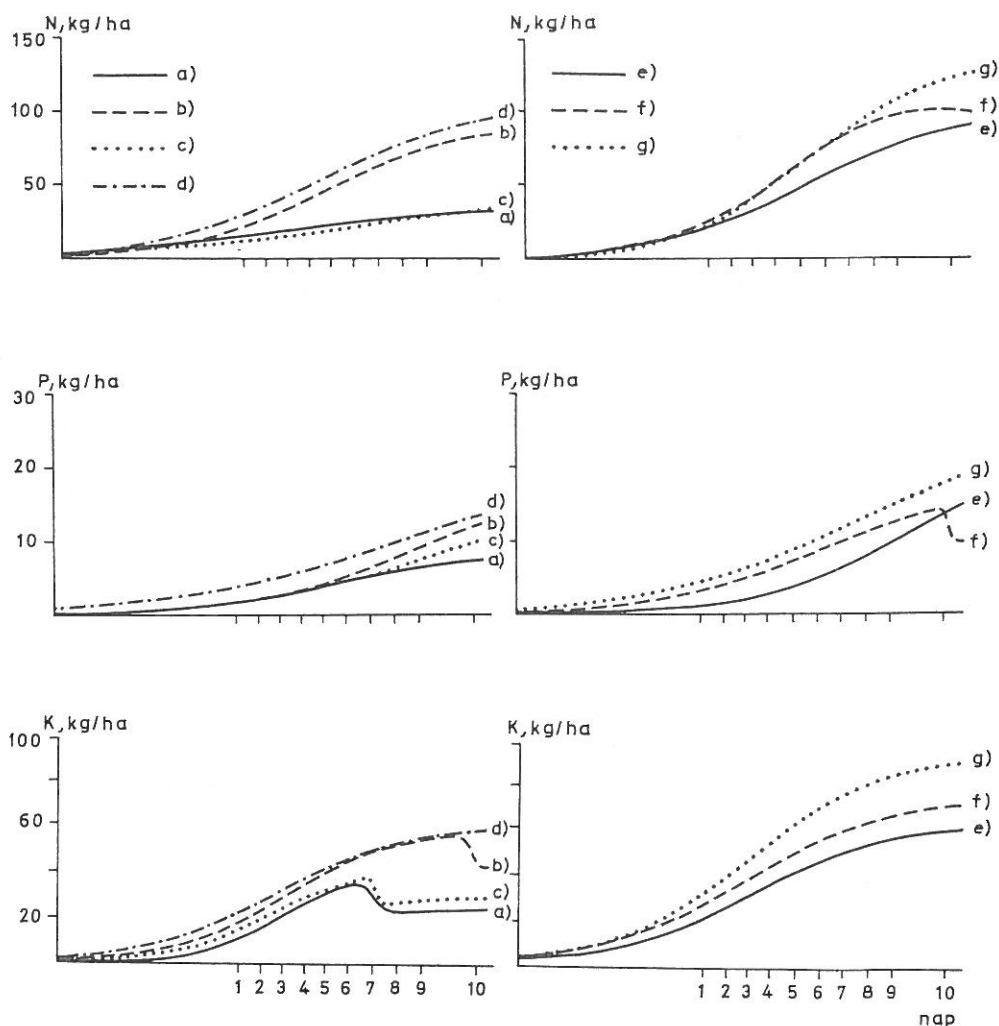 N,kg/ha
150
100
50
a)
b)
c)
d)
d)
b)
c)
a)
N,kg/ha
e)
f)
g)
g)
f)
e)
P,kg/ha
30
20
10
d)
b)
c)
a)
P,kg/ha
g)
e)
f)
K,kg/ha
100
60
20
d)
b)
c)
a)
1 2 3 4 5 6 7 8 9 10
K,kg/ha
g)
f)
e)
1 2 3 4 5 6 7 8 9 10
nap